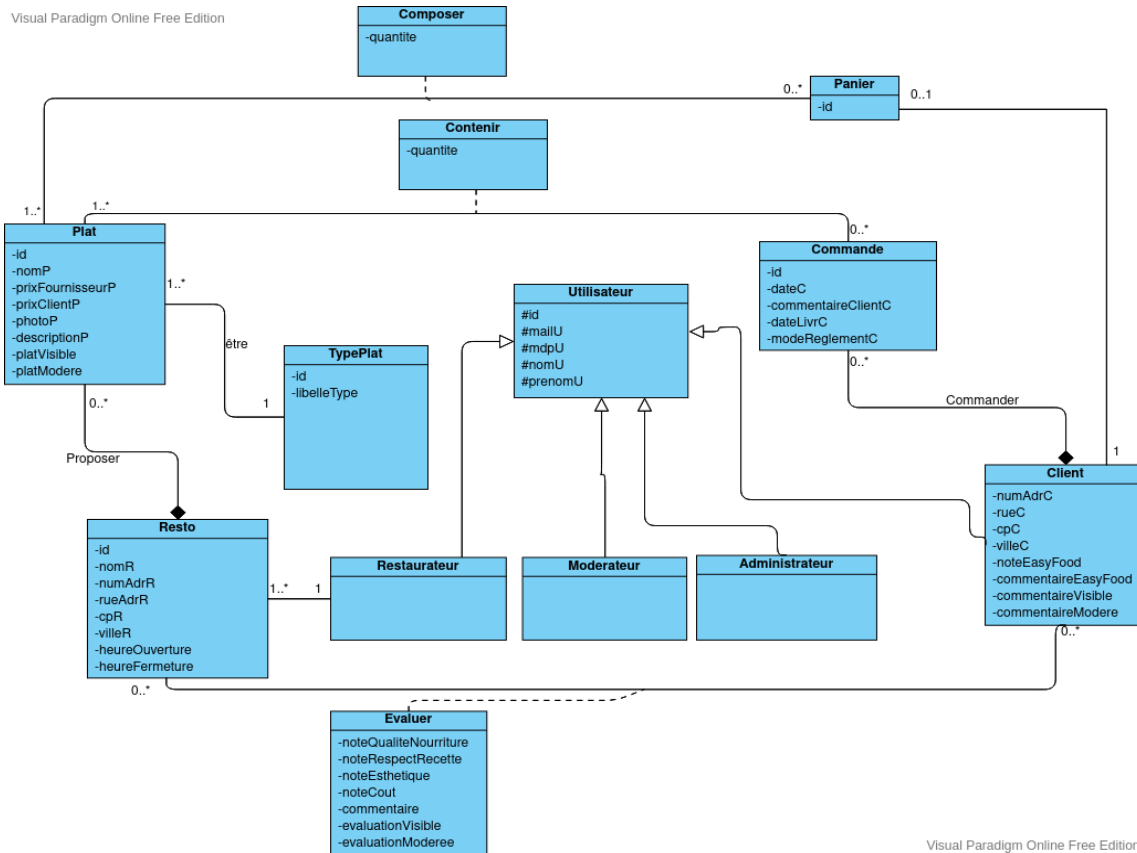 Visual Paradigm Online Free Edition
Composer
-quantite
0..*
Panier
-id
0..1
Contenir
-quantite
1..*
1..*
Plat
-id
-nomP
-prixFournisseurP
-prixClientP
-photoP
-descriptionP
-platVisible
-platModere
0..*
Commande
-id
-dateC
-commentaireClientC
-dateLivrC
-modeReglementC
1..*
être
1
TypePlat
-id
-libelleType
Utilisateur
#id
#mailU
#mdpU
#nomU
#prenomU
0..*
Commander
0..*
Proposer
1
Client
-numAdrC
-rueC
-cpC
-villeC
-noteEasyFood
-commentaireEasyFood
-commentaireVisible
-commentaireModere
0..*
Resto
-id
-nomR
-numAdrR
-rueAdrR
-cpR
-villeR
-heureOuverture
-heureFermeture
1..*
1
Restaurateur
Moderateur
Administrateur
0..*
Evaluer
-noteQualiteNourriture
-noteRespectRecette
-noteEsthetique
-noteCout
-commentaire
-evaluationVisible
-evaluationModeree
Visual Paradigm Online Free Edition